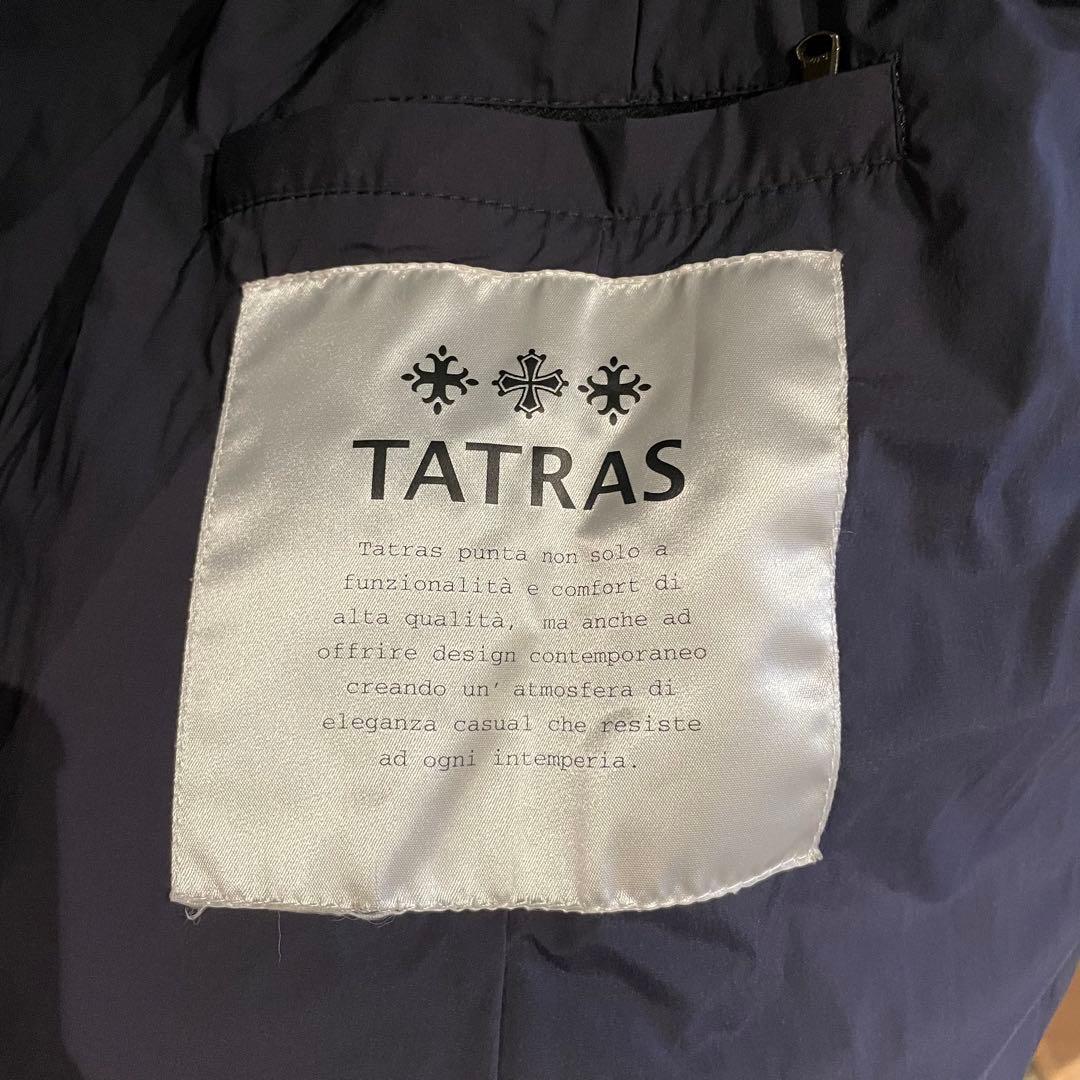 TATRAS
Tatras punta non solo a
funzionalità e comfort di
alta qualità, ma anche ad
offrire design contemporaneo
creando un' atmosfera di
eleganza casual che resiste
ad ogni intemperia.